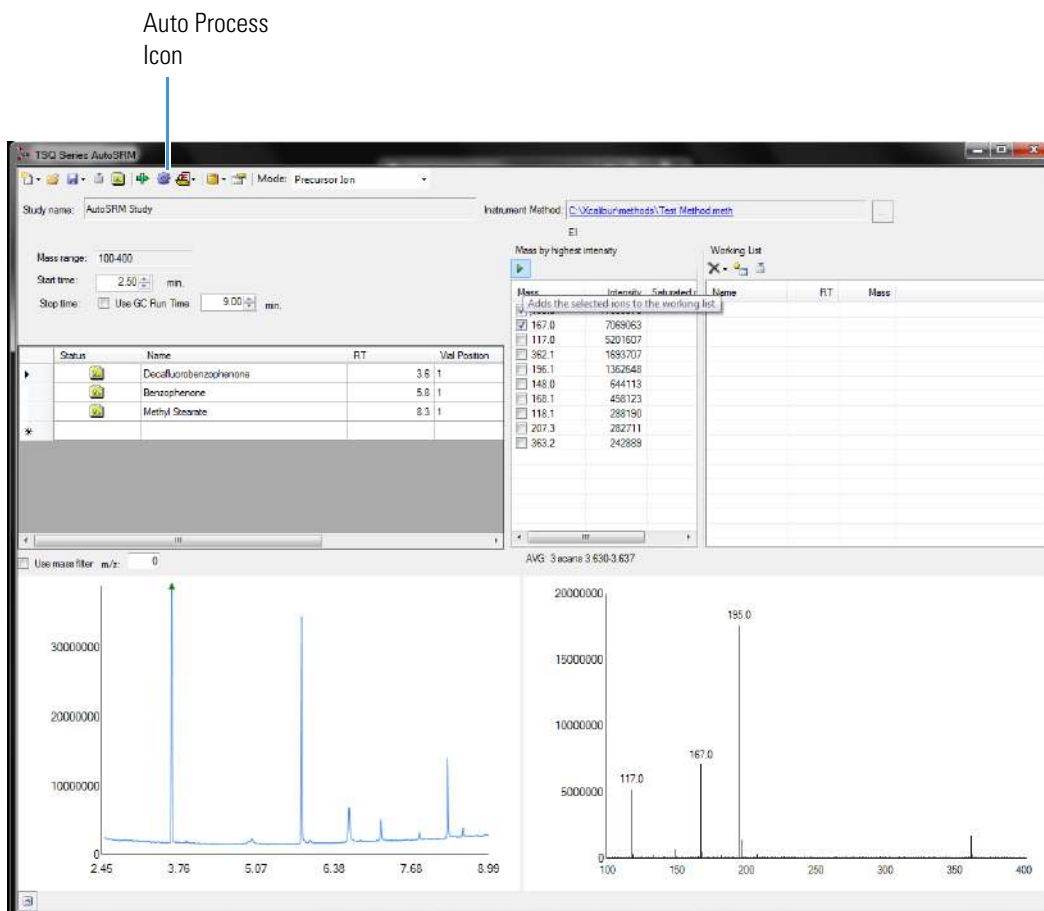 Auto Process
Icon
TSQ Series AutoSRM
Mode: Precursor Ion
Study name: AutoSRM Study
Instrument Method: C:\Xcalibur\methods\Test Method.meth
EI
Mass range: 100-400
Start time: 2.50 min.
Stop time: Use GC Run Time 9.00 min.
Mass by highest intensity
Working List
Mass Intensity Saturated
Name RT Mass
Adds the selected ions to the working list
167.0 7069063
117.0 5201607
362.1 1693707
196.1 1362648
148.0 644113
168.1 458123
118.1 288190
207.3 282711
363.2 242889
Status Name RT Vial Position
Decafluorobenzophenone 3.6 1
Benzophenone 5.8 1
Methyl Stearate 8.3 1
*
Use mass filter m/z: 0
AVG: 3 scans 3.630-3.637
30000000
20000000
10000000
0
2.45 3.76 5.07 6.38 7.68 8.99
20000000
15000000
10000000
5000000
0
195.0
167.0
117.0
100 150 200 250 300 350 400